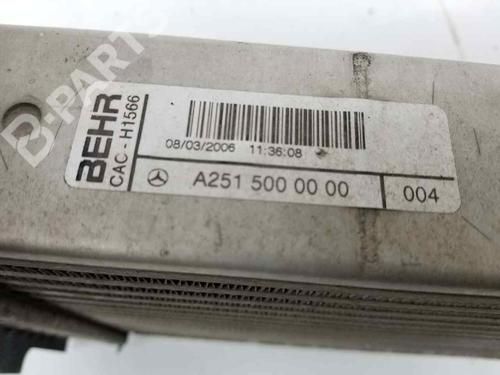 B-PARTS
BEHR
CAC - H1566
08/03/2006 11:36:08
A251 500 00 00
004